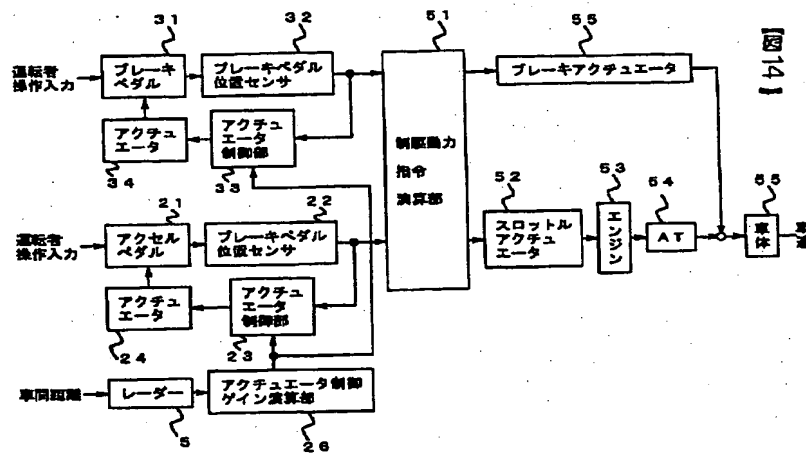 【図14】
31
32
51
55
運転者
操作入力
ブレーキ
ペダル
ブレーキペダル
位置センサ
ブレーキアクチュエータ
アクチュ
エータ
アクチュ
エータ
制御部
34
33
制駆動力
指令
演算部
21
22
52
53
54
55
運転者
操作入力
アクセル
ペダル
ブレーキペダル
位置センサ
スロットル
アクチュ
エータ
エンジン
AT
車体
車速
アクチュ
エータ
アクチュ
エータ
制御部
24
23
車間距離
レーダー
アクチュエータ制御
ゲイン演算部
5
26